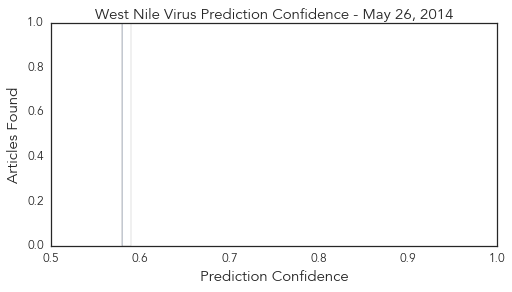 West Nile Virus Prediction Confidence - May 26, 2014
1.0
0.8
0.6
0.4
0.2
0.0
Articles Found
0.5 0.6 0.7 0.8 0.9 1.0
Prediction Confidence